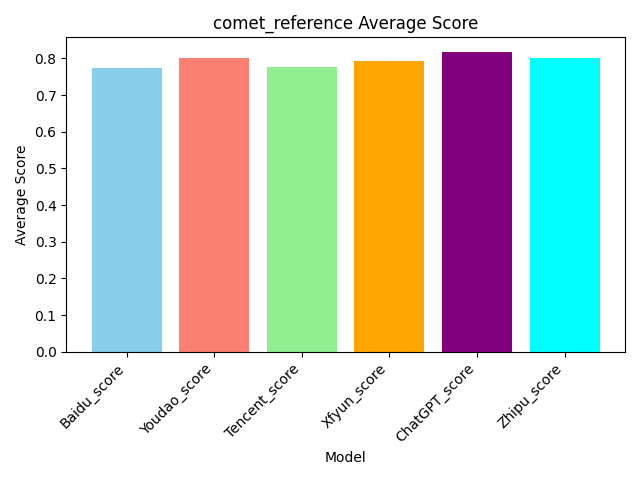 comet_reference Average Score
Average Score
0.8
0.7
0.6
0.5
0.4
0.3
0.2
0.1
0.0
Baidu_score
Youdao_score
Tencent_score
Xfyun_score
ChatGPT_score
Zhipu_score
Model